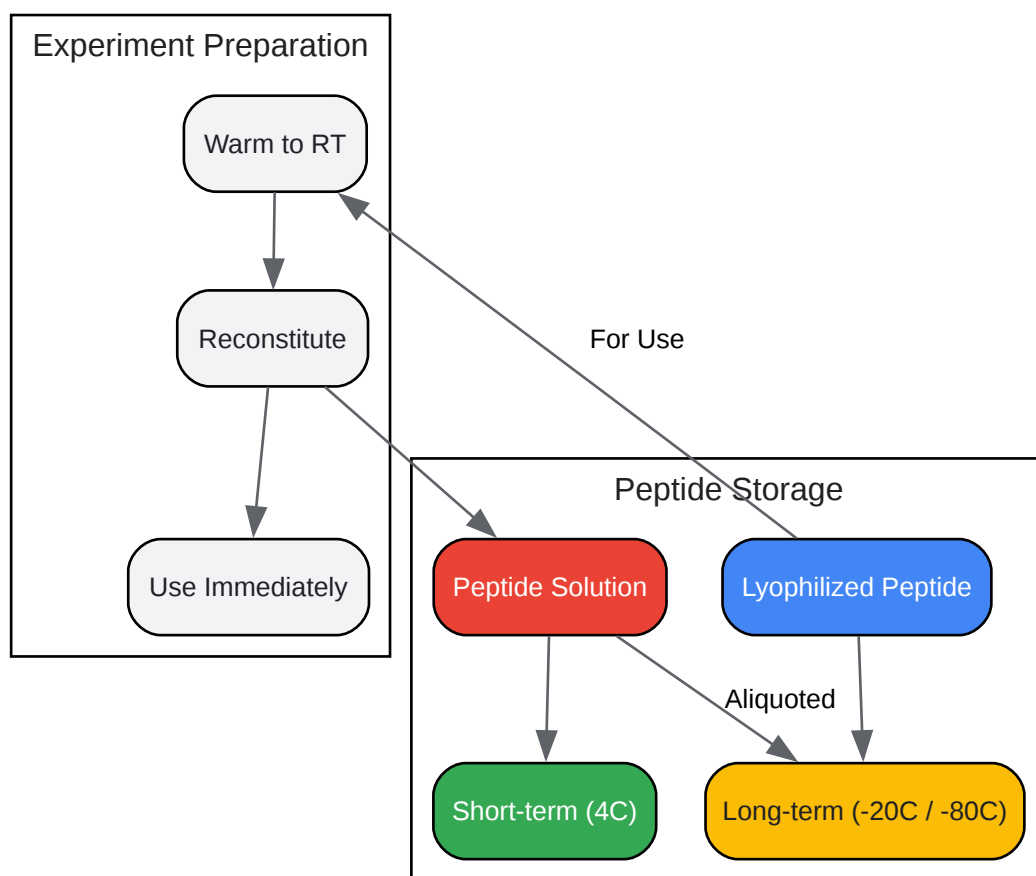 Experiment Preparation
Warm to RT
Reconstitute
For Use
Use Immediately
Peptide Storage
Peptide Solution
Lyophilized Peptide
Aliquoted
Short-term (4C)
Long-term (-20C / -80C)